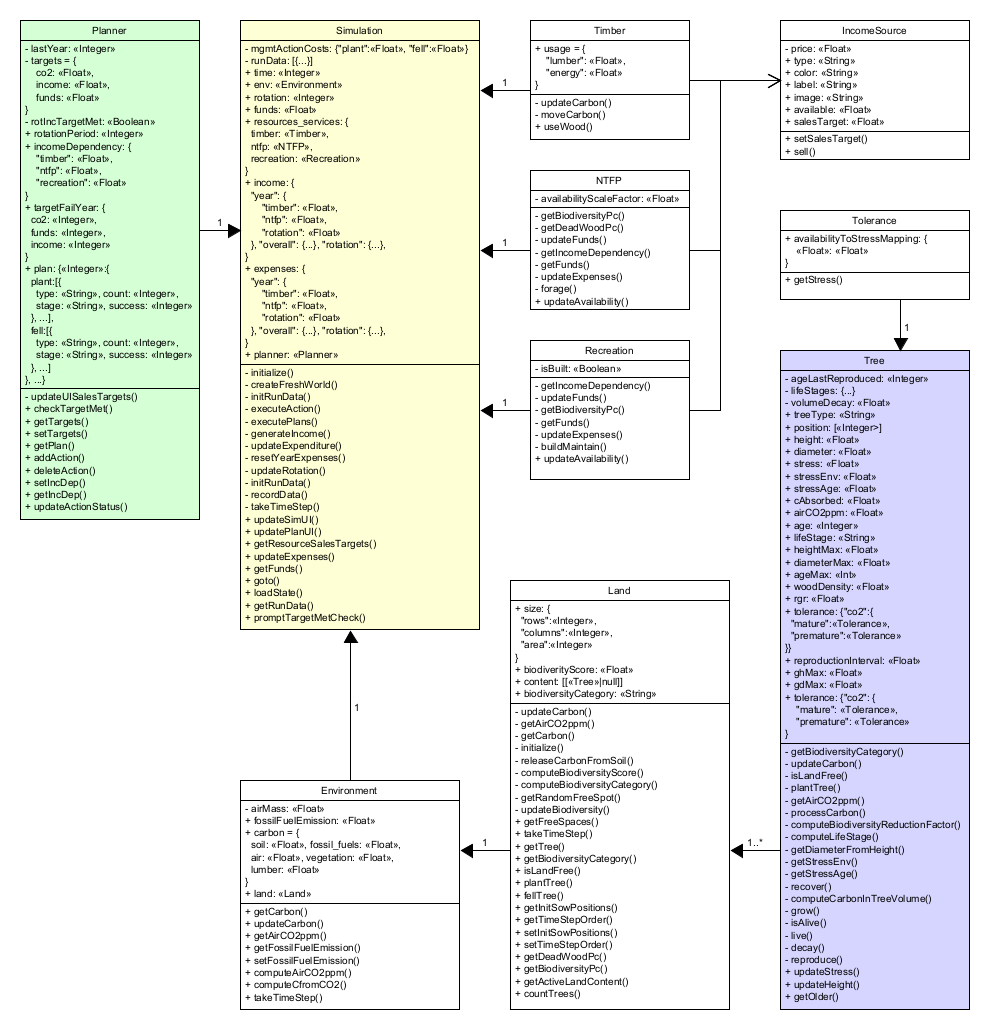 Planner
- lastYear: «Integer»
- targets = {
co2: «Float»,
income: «Float»,
funds: «Float»
}
- rotIncTargetMet: «Boolean»
+ rotationPeriod: «Integer»
+ incomeDependency: {
"timber": «Float»,
"ntfp": «Float»,
"recreation": «Float»
}
+ targetFailYear: {
co2: «Integer»,
funds: «Integer»,
income: «Integer»
}
+ plan: {«Integer»:{
plant:[{
type: «String», count: «Integer»,
stage: «String», success: «Integer»
}, ...],
fell:[{
type: «String», count: «Integer»,
stage: «String», success: «Integer»
}, ...]
}, ...}
- updateUISalesTargets()
+ checkTargetMet()
+ getTargets()
+ setTargets()
+ getPlan()
+ addAction()
+ deleteAction()
+ setIncDep()
+ getIncDep()
+ updateActionStatus()
1
Simulation
- mgmtActionCosts: {"plant":«Float», "fell":«Float»}
- runData: [{...}]
+ time: «Integer»
+ env: «Environment»
+ rotation: «Integer»
+ funds: «Float»
+ resources_services: {
timber: «Timber»,
ntfp: «NTFP»,
recreation: «Recreation»
}
+ income: {
"year": {
"timber": «Float»,
"ntfp": «Float»,
"rotation": «Float»
}, "overall": {...}, "rotation": {...},
}
+ expenses: {
"year": {
"timber": «Float»,
"ntfp": «Float»,
"rotation": «Float»
}, "overall": {...}, "rotation": {...},
}
+ planner: «Planner»
- initialize()
- createFreshWorld()
- initRunData()
- executeAction()
- executePlans()
- generateIncome()
- updateExpenditure()
- resetYearExpenses()
- updateRotation()
- initRunData()
- recordData()
- takeTimeStep()
+ updateSimUI()
+ updatePlanUI()
+ getResourceSalesTargets()
+ updateExpenses()
+ getFunds()
+ goto()
+ loadState()
+ getRunData()
+ promptTargetMetCheck()
1
Environment
- airMass: «Float»
+ fossilFuelEmission: «Float»
+ carbon = {
soil: «Float», fossil_fuels: «Float»,
air: «Float», vegetation: «Float»,
lumber: «Float»
}
+ land: «Land»
+ getCarbon()
+ updateCarbon()
+ getAirCO2ppm()
+ getFossilFuelEmission()
+ setFossilFuelEmission()
+ computeAirCO2ppm()
+ computeCfromCO2()
+ takeTimeStep()
1
Timber
+ usage = {
"lumber": «Float»,
"energy": «Float»
}
- updateCarbon()
- moveCarbon()
+ useWood()
1
NTFP
- availabilityScaleFactor: «Float»
- getBiodiversityPc()
- getDeadWoodPc()
- updateFunds()
- getIncomeDependency()
- getFunds()
- updateExpenses()
- forage()
+ updateAvailability()
1
Recreation
- isBuilt: «Boolean»
- getIncomeDependency()
- updateFunds()
- getBiodiversityPc()
- getFunds()
- updateExpenses()
- buildMaintain()
+ updateAvailability()
1
Land
+ size: {
"rows":«Integer»,
"columns":«Integer»,
"area":«Integer»
}
+ biodiverityScore: «Float»
+ content: [[«Tree»|null]]
+ biodiversityCategory: «String»
- updateCarbon()
- getAirCO2ppm()
- getCarbon()
- initialize()
- releaseCarbonFromSoil()
- computeBiodiversityScore()
- computeBiodiversityCategory()
- getRandomFreeSpot()
- updateBiodiversity()
+ getFreeSpaces()
+ takeTimeStep()
+ getTree()
+ getBiodiversityCategory()
+ isLandFree()
+ plantTree()
+ fellTree()
+ getInitSowPositions()
+ getTimeStepOrder()
+ setInitSowPositions()
+ setTimeStepOrder()
+ getDeadWoodPc()
+ getBiodiversityPc()
+ getActiveLandContent()
+ countTrees()
1..*
IncomeSource
- price: «Float»
+ type: «String»
+ color: «String»
+ label: «String»
+ image: «String»
+ available: «Float»
+ salesTarget: «Float»
+ setSalesTarget()
+ sell()
Tolerance
+ availabilityToStressMapping: {
«Float»: «Float»
}
+ getStress()
1
Tree
- ageLastReproduced: «Integer»
- lifeStages: {...}
- volumeDecay: «Float»
+ treeType: «String»
+ position: [«Integer>]
+ height: «Float»
+ diameter: «Float»
+ stress: «Float»
+ stressEnv: «Float»
+ stressAge: «Float»
+ cAbsorbed: «Float»
+ airCO2ppm: «Float»
+ age: «Integer»
+ lifeStage: «String»
+ heightMax: «Float»
+ diameterMax: «Float»
+ ageMax: «Int»
+ woodDensity: «Float»
+ rgr: «Float»
+ tolerance: {"co2":{
"mature":«Tolerance»,
"premature":«Tolerance»
}}
+ reproductionInterval: «Float»
+ ghMax: «Float»
+ gdMax: «Float»
+ tolerance: {"co2": {
"mature": «Tolerance»,
"premature": «Tolerance»
}
- getBiodiversityCategory()
- updateCarbon()
- isLandFree()
- plantTree()
- getAirCO2ppm()
- processCarbon()
- computeBiodiversityReductionFactor()
- computeLifeStage()
- getDiameterFromHeight()
- getStressEnv()
- getStressAge()
- recover()
- computeCarbonInTreeVolume()
- grow()
- isAlive()
- live()
- decay()
- reproduce()
+ updateStress()
+ updateHeight()
+ getOlder()